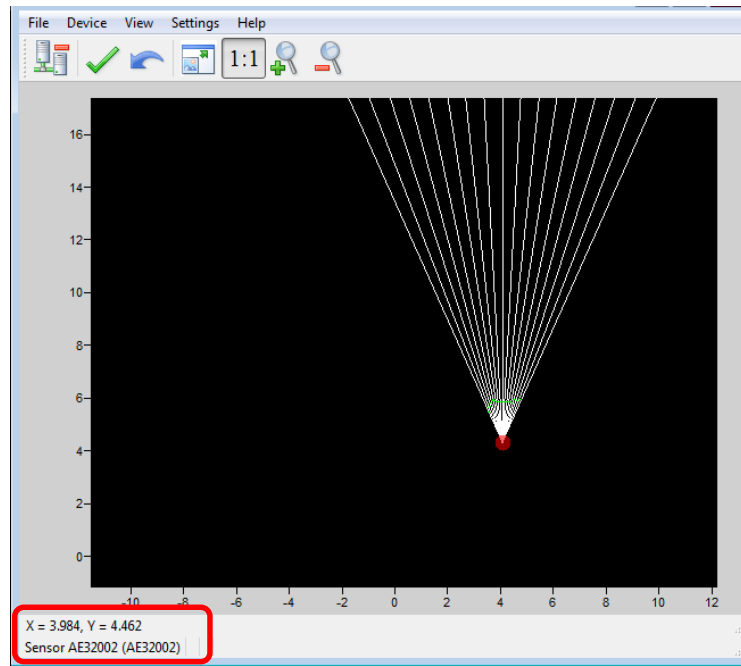 File Device View Settings Help
1:1
16
14
12
10
8
6
4
2
0
-10 -8 -6 -4 -2 0 2 4 6 8 10 12
X = 3.984, Y = 4.462
Sensor AE32002 (AE32002)